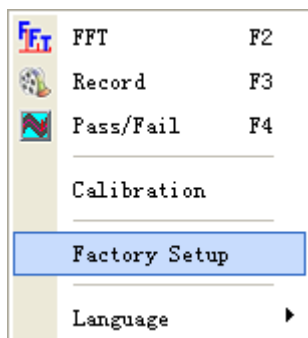 FFT F2
Record F3
Pass/Fail F4
Calibration
Factory Setup
Language